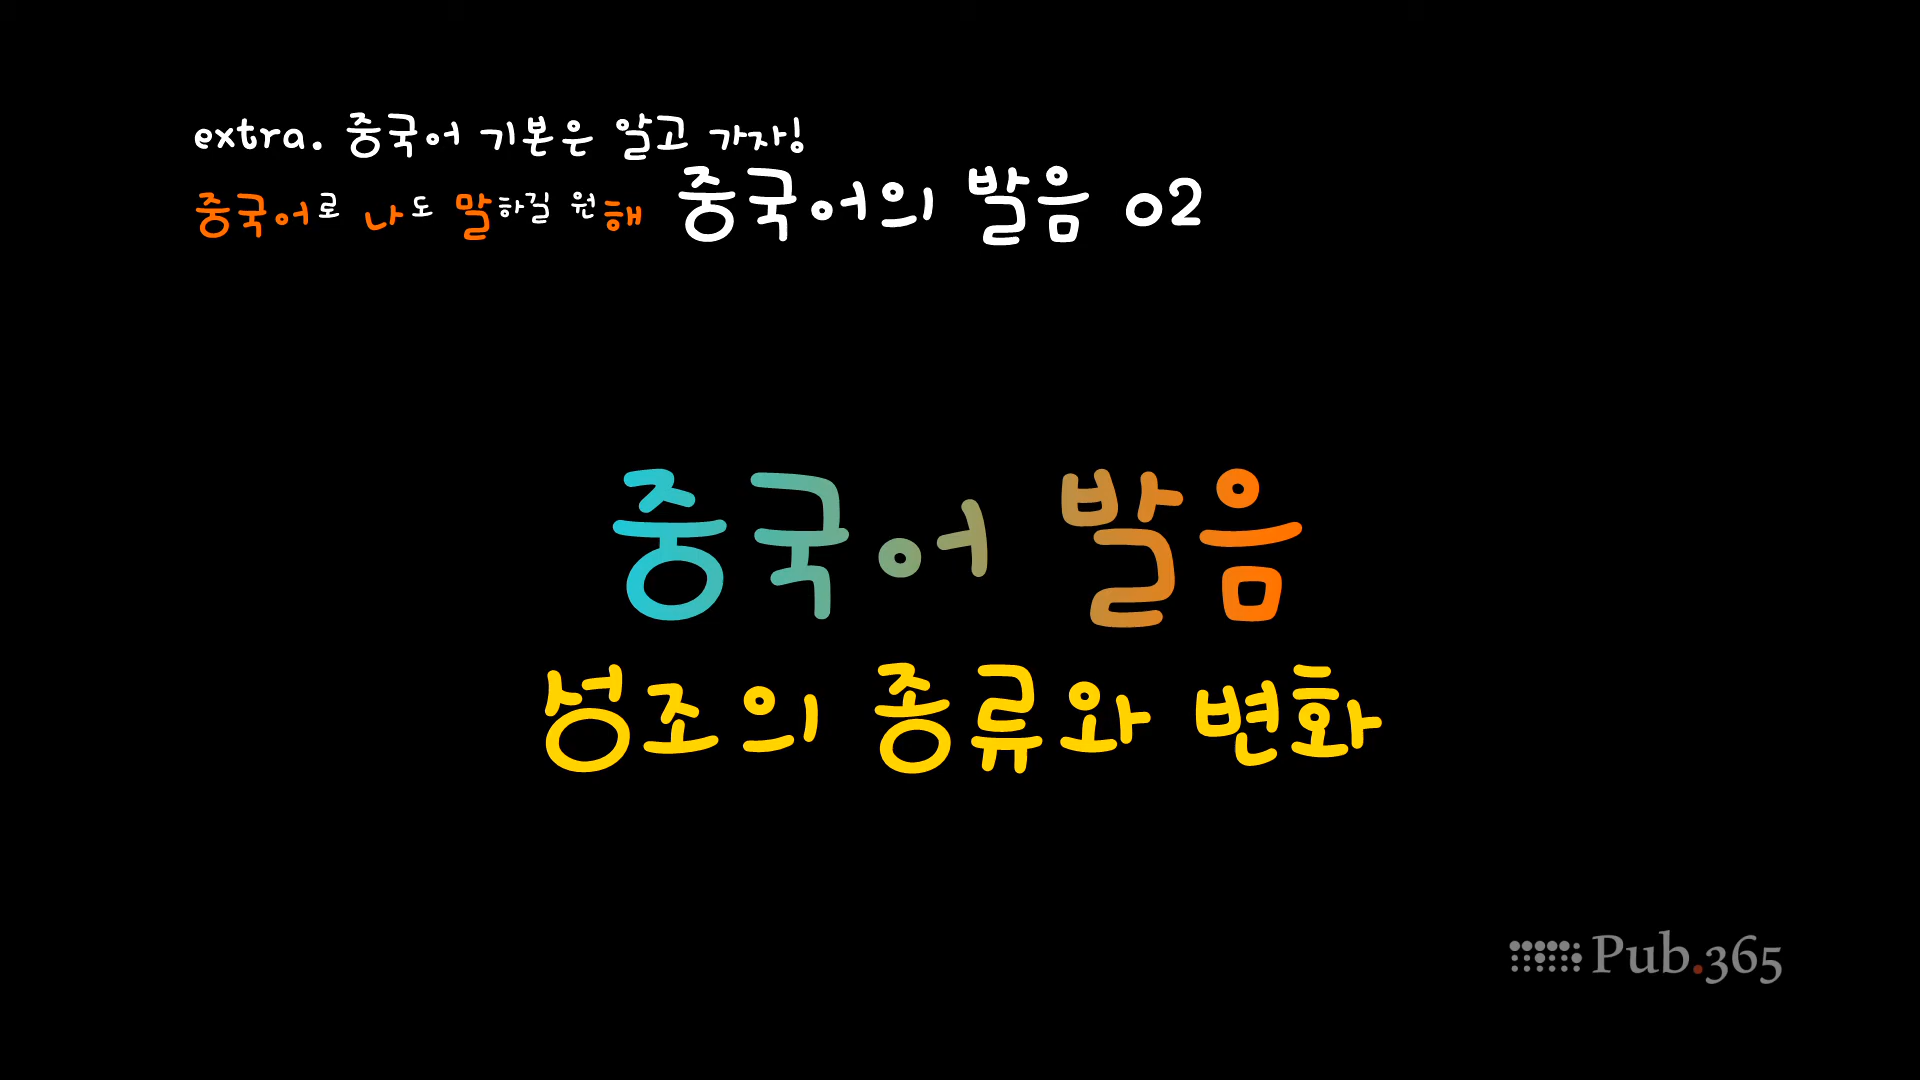 extra. 중국어 기본은 알고 가자!
중국어로 나도 말하길 원해 중국어의 발음 02
중국어 발음
성조의 종류와 변화
Pub.365